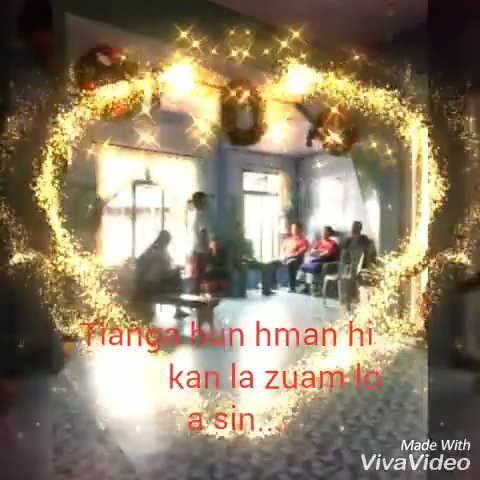 Tianga hun hman hi
kan la zuam lo
a sin...
Made With
VivaVideo